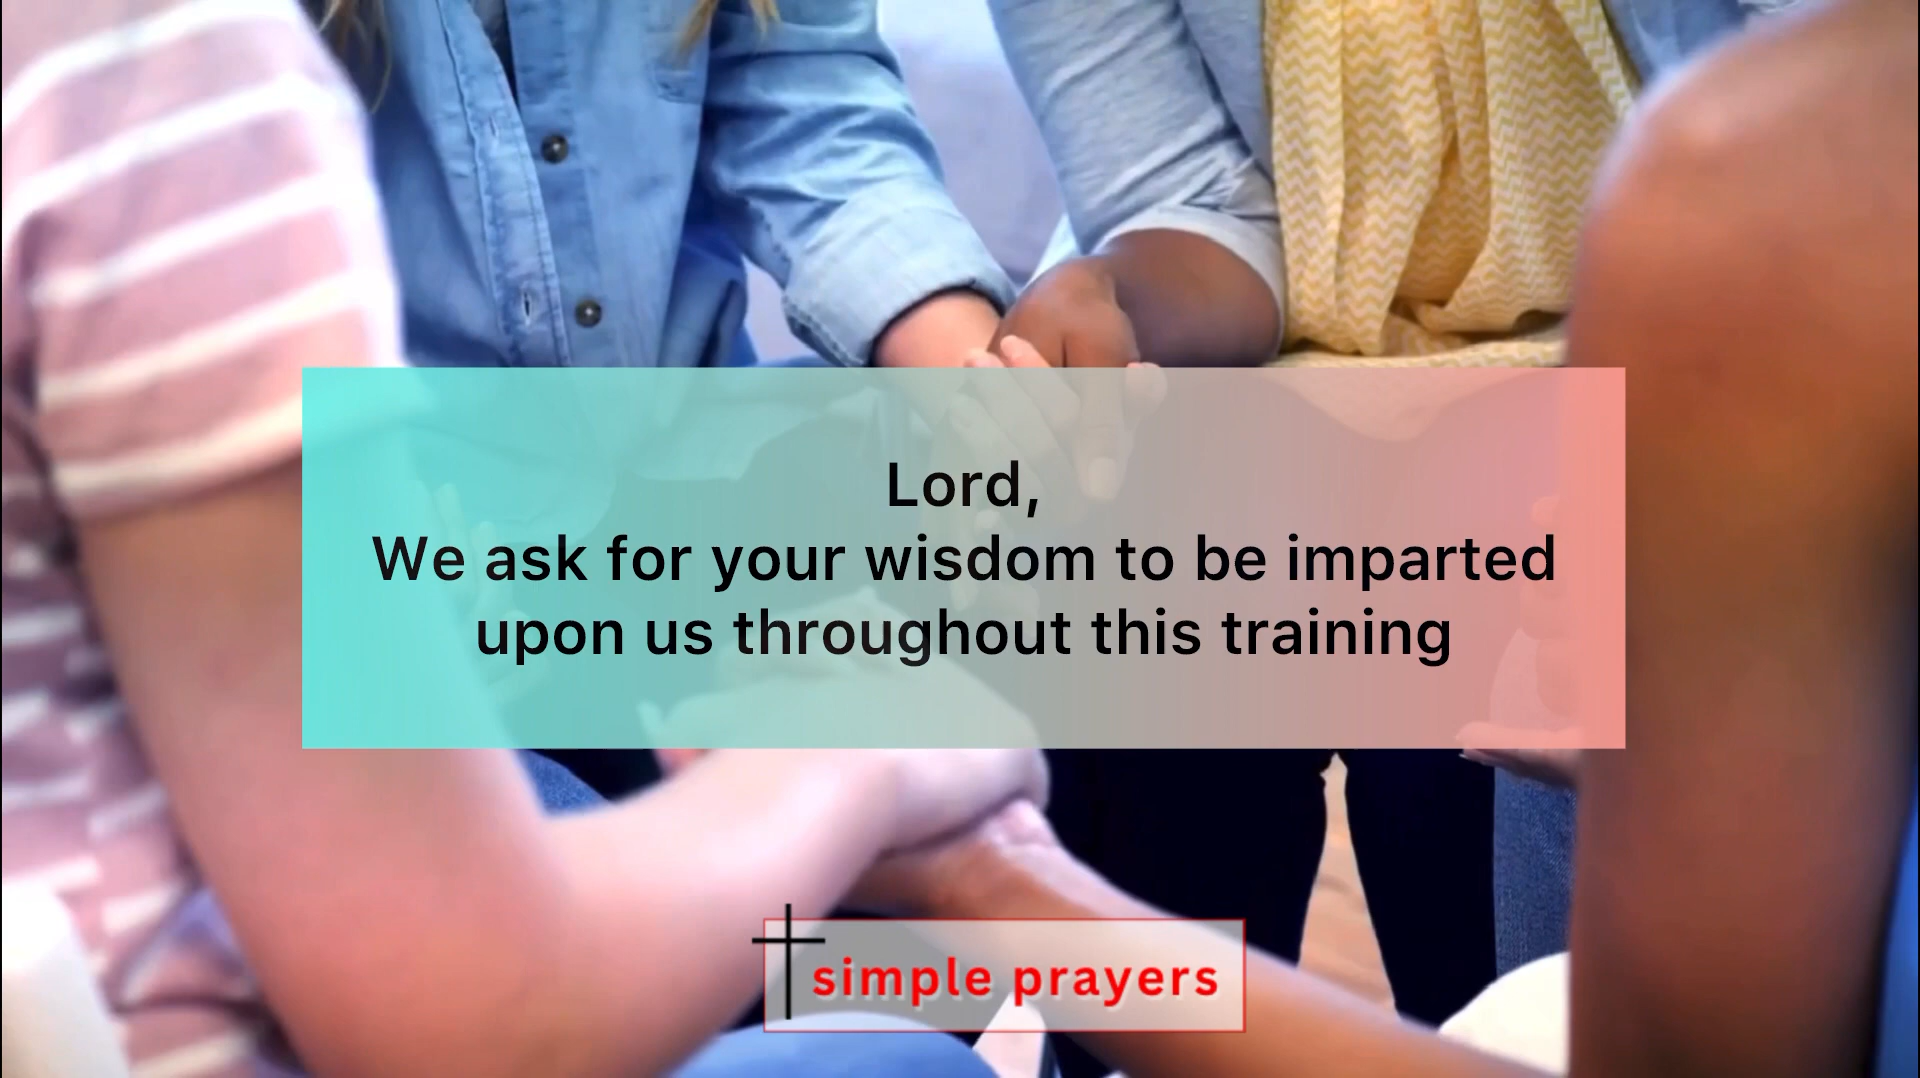 Lord,
We ask for your wisdom to be imparted
upon us throughout this training
simple prayers